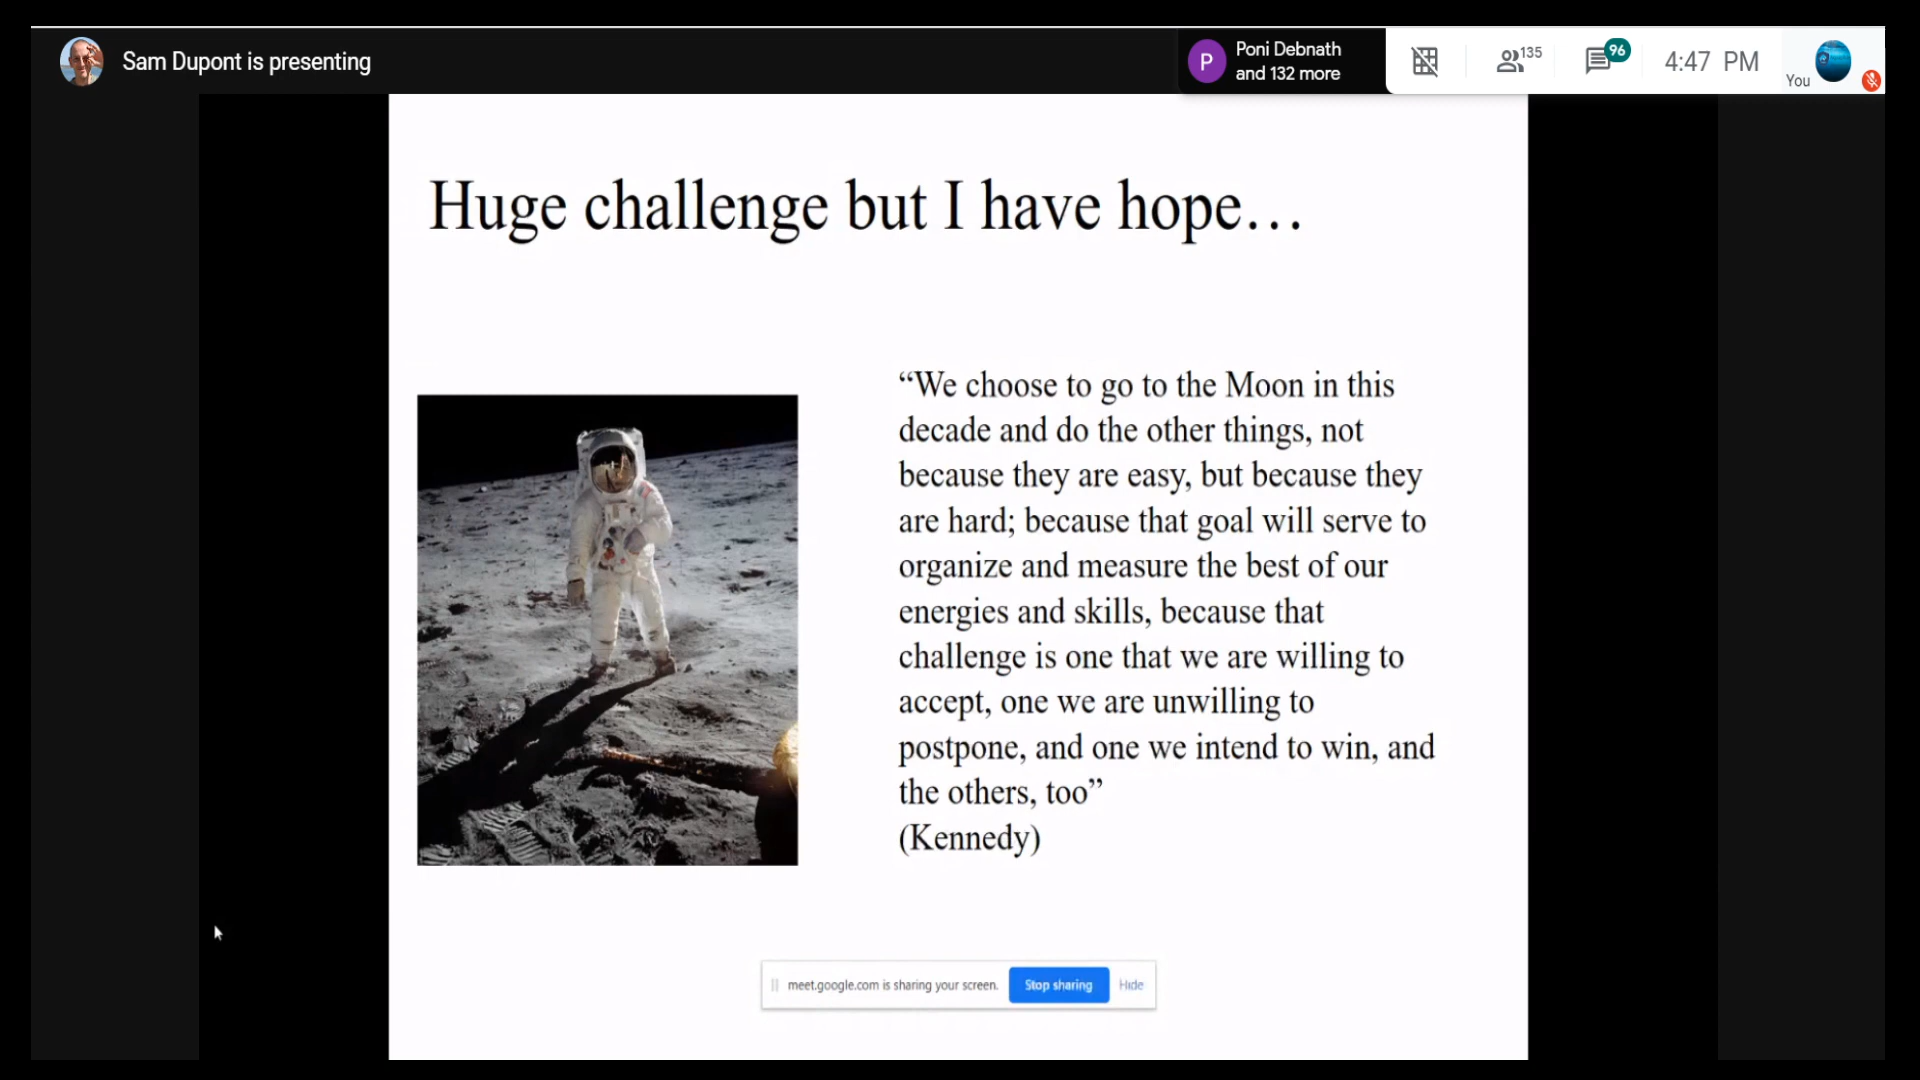 Sam Dupont is presenting
P
Poni Debnath
and 132 more
135
96
4:47 PM
You
Huge challenge but I have hope…
“We choose to go to the Moon in this
decade and do the other things, not
because they are easy, but because they
are hard; because that goal will serve to
organize and measure the best of our
energies and skills, because that
challenge is one that we are willing to
accept, one we are unwilling to
postpone, and one we intend to win, and
the others, too”
(Kennedy)
meet.google.com is sharing your screen.
Stop sharing
Hide